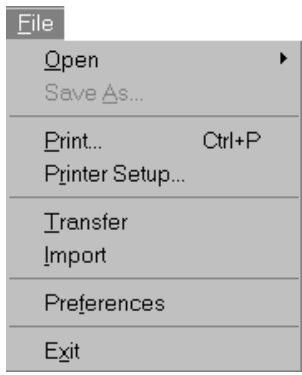 File
Open
Save As...
Print... Ctrl+P
Printer Setup...
Transfer
Import
Preferences
Exit